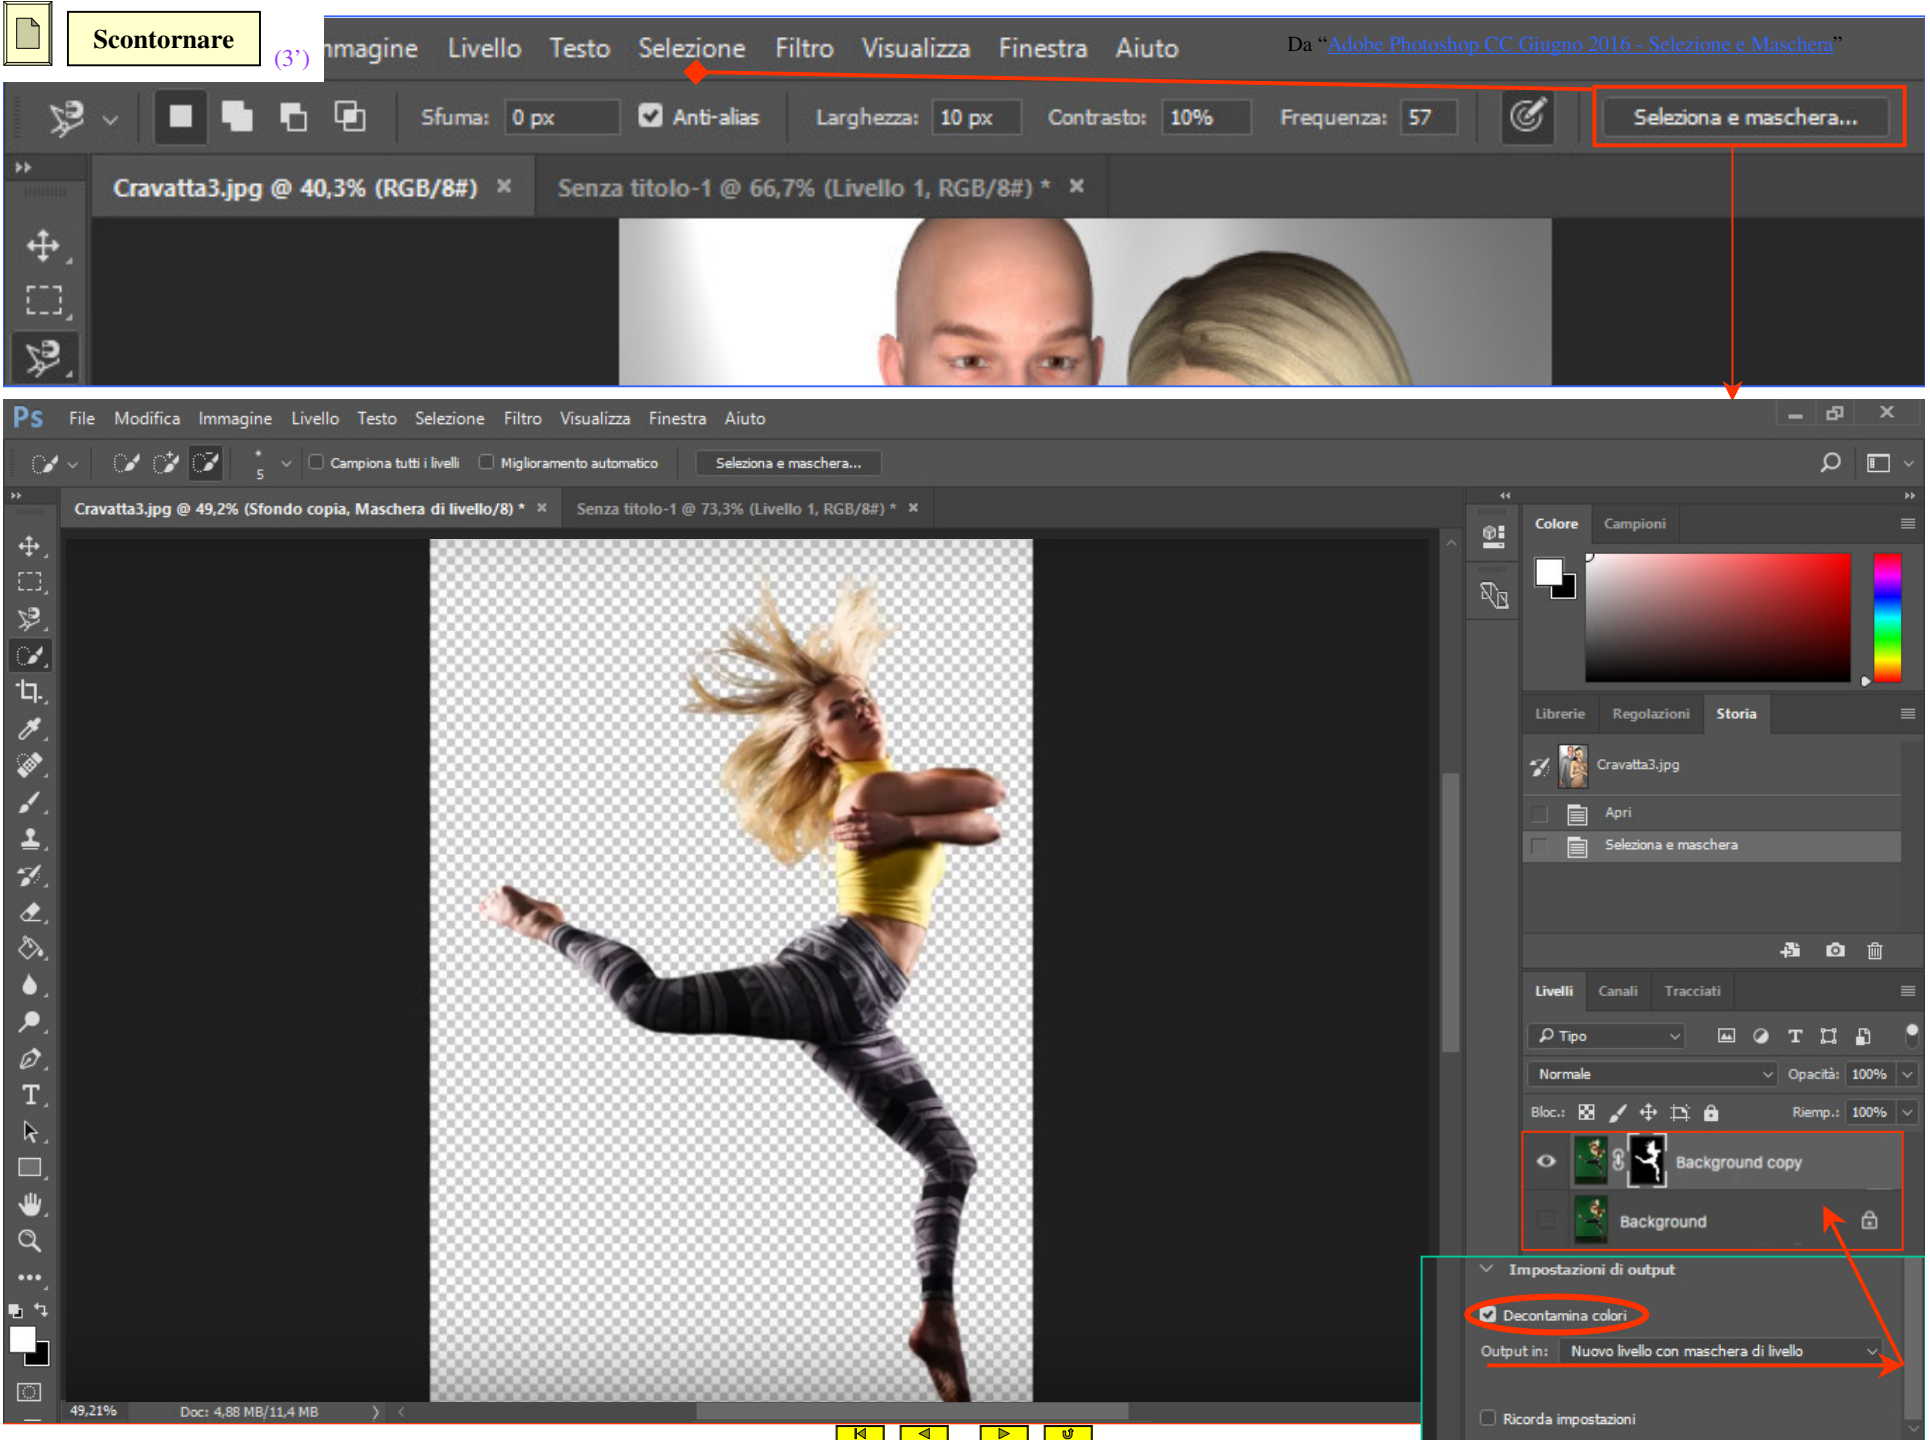 Scontornare
(3’)
mmagine Livello Testo Selezione Filtro Visualizza Finestra Aiuto
Da “Adobe Photoshop CC Giugno 2016 - Selezione e Maschera”
Sfuma: 0 px Anti-alias Larghezza: 10 px Contrasto: 10% Frequenza: 57 Seleziona e maschera...
Cravatta3.jpg @ 40,3% (RGB/8#) × Senza titolo-1 @ 66,7% (Livello 1, RGB/8#) * ×
Ps File Modifica Immagine Livello Testo Selezione Filtro Visualizza Finestra Aiuto
5 Campiona tutti i livelli Miglioramento automatico Seleziona e maschera...
Cravatta3.jpg @ 49,2% (Sfondo copia, Maschera di livello/8) * × Senza titolo-1 @ 73,3% (Livello 1, RGB/8#) * ×
Colore Campioni
Librerie Regolazioni Storia
Cravatta3.jpg
Apri
Seleziona e maschera
Livelli Canali Tracciati
Tipo
Normale Opacità: 100%
Bloc.: Riemp.: 100%
Background copy
Background
Impostazioni di output
Decontamina colori
Output in: Nuovo livello con maschera di livello
Ricorda impostazioni
49,21% Doc: 4,88 MB/11,4 MB